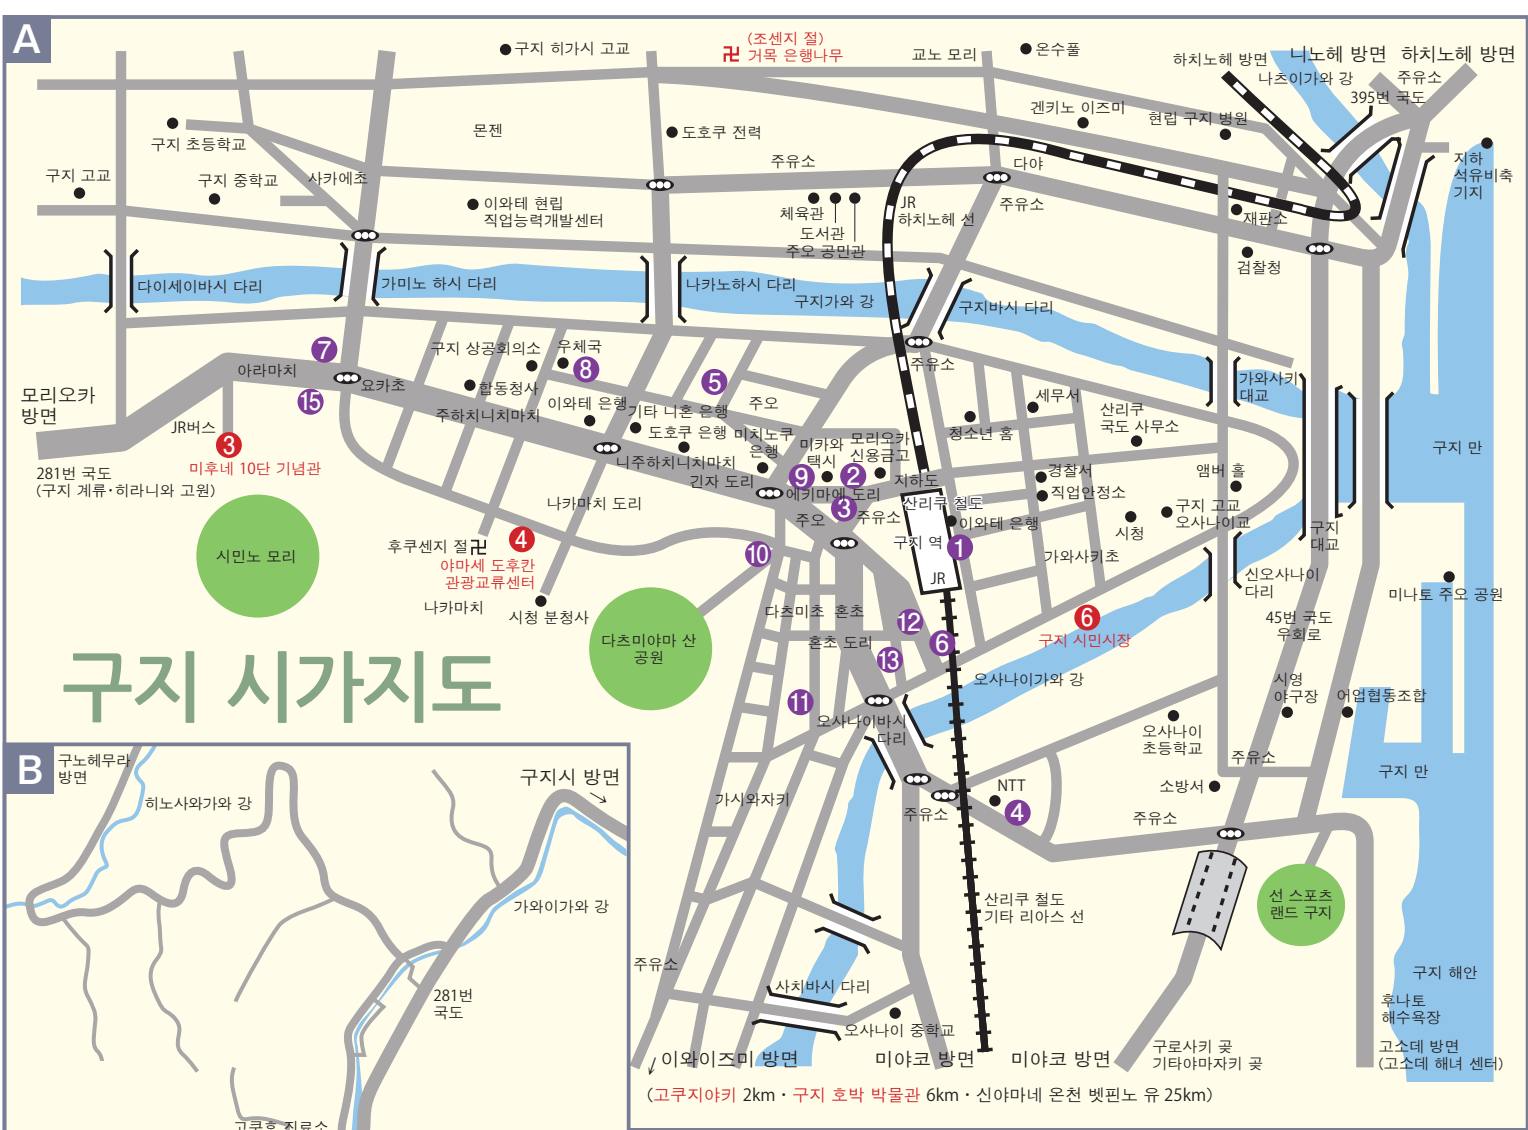 A
구지 히가시 고교
(조센지 절)
거목 은행나무
교노 모리
온수풀
하치노헤 방면
니노헤 방면
하치노헤 방면
나츠이가와 강
주유소
395번 국도
겐키노 이즈미
현립 구지 병원
구지 초등학교
몬젠
도호쿠 전력
주유소
다야
지하
석유비축
기지
구지 고교
구지 중학교
사카에초
이와테 현립
직업능력개발센터
체육관
도서관
주오 공민관
JR
하치노헤 선
주유소
재판소
검찰청
다이세이바시 다리
가미노 하시 다리
나카노하시 다리
구지가와 강
구지바시 다리
7
구지 상공회의소
우체국
8
5
주유소
아라마치
요카초
합동청사
15
모리오카
방면
주하치니치마치
이와테 은행
기타 니혼 은행
주오
세무서
산리쿠
국도 사무소
가와사키
대교
JR버스
3
미후네 10단 기념관
도호쿠 은행
미치노쿠
은행
미카와
택시
모리오카
신용금고
청소년 홈
구지 만
281번 국도
(구지 계류·히라니와 고원)
니주하치니치마치
긴자 도리
9
2
지하도
경찰서
직업안정소
앰버 홀
에키마에 도리
3
나카마치 도리
주오
주유소
산리쿠 철도
이와테 은행
구지 고교
오사나이교
시청
구지
대교
시민노 모리
후쿠센지 절
4
야마세 도후칸
관광교류센터
10
구지 역
1
JR
가와사키초
신오사나이
다리
미나토 주오 공원
나카마치
시청 분청사
다츠미초
혼초
12
6
구지 시민시장
45번 국도
우회로
다츠미야마 산
공원
혼초 도리
13
6
구지 시가지도
11
오사나이바시
다리
오사나이가와 강
시영
야구장
어업협동조합
오사나이
초등학교
주유소
구지 만
B
구노헤무라
방면
구지시 방면
히노사와가와 강
가시와자키
주유소
NTT
4
소방서
주유소
가와이가와 강
산리쿠 철도
기타 리아스 선
선 스포츠
랜드 구지
281번
국도
주유소
사치바시 다리
오사나이 중학교
구지 해안
후나토
해수욕장
이와이즈미 방면
미야코 방면
미야코 방면
구로사키 곶
기타야마자키 곶
고소데 방면
(고소데 해녀 센터)
(고쿠지야키 2km · 구지 호박 박물관 6km · 신야마네 온천 벳핀노 유 25km)